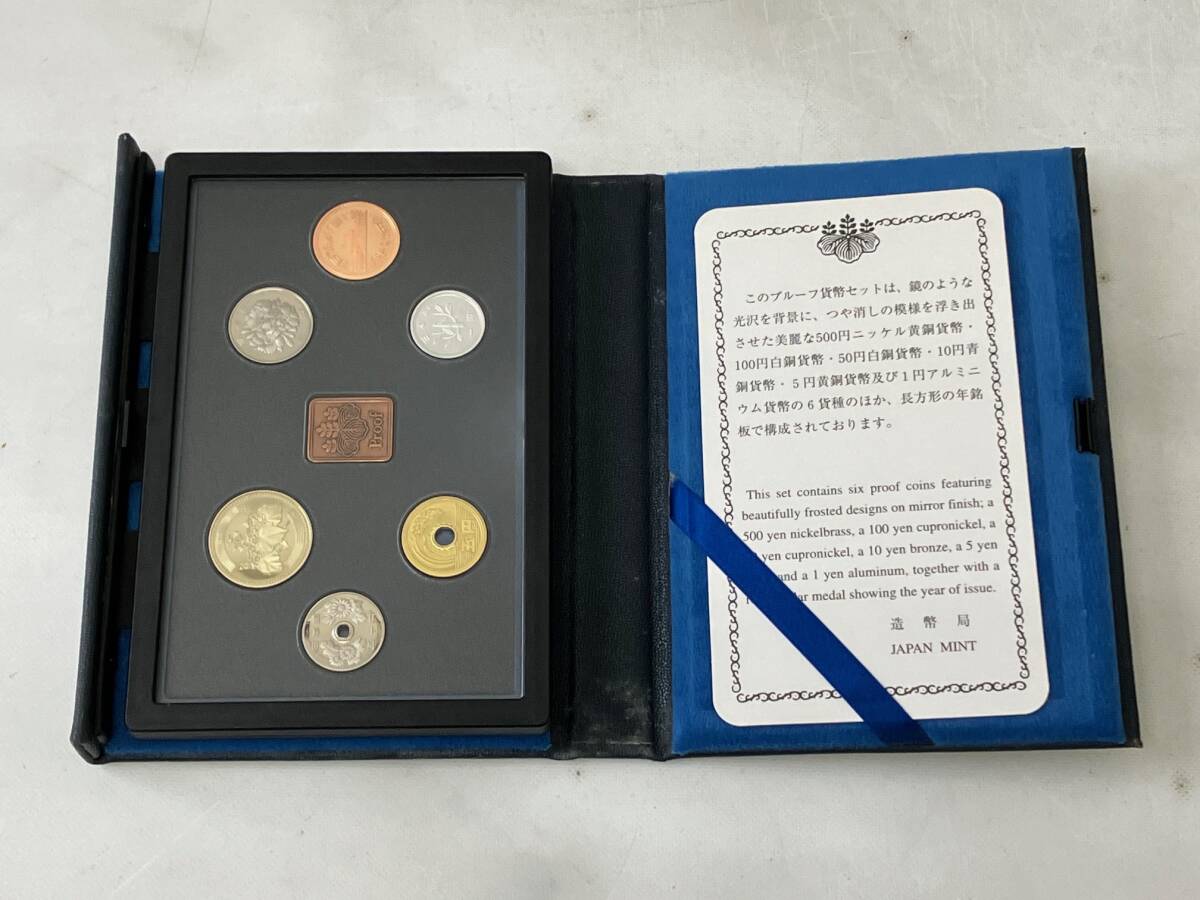 Proof
このプルーフ貨幣セットは、鏡のような
光沢を背景に、つや消しの模様を浮き出
させた美麗な500円ニッケル黄銅貨幣・
100円白銅貨幣・50円白銅貨幣・10円青
銅貨幣・5円黄銅貨幣及び1円アルミニ
ウム貨幣の6貨種のほか、長方形の年銘
板で構成されております。
This set contains six proof coins featuring
beautifully frosted designs on mirror finish; a
500 yen nickelbrass, a 100 yen cupronickel, a
yen cupronickel, a 10 yen bronze, a 5 yen
and a 1 yen aluminum, together with a
medal showing the year of issue.
造幣局
JAPAN MINT